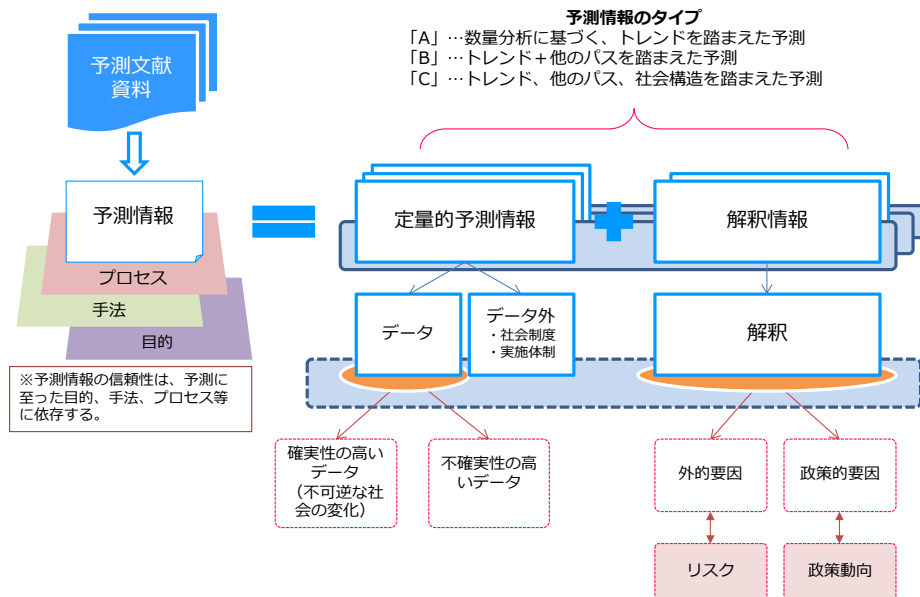 予測情報のタイプ
「A」…数量分析に基づく、トレンドを踏まえた予測
「B」…トレンド＋他のパスを踏まえた予測
「C」…トレンド、他のパス、社会構造を踏まえた予測
予測文献
資料
予測情報
プロセス
手法
目的
※予測情報の信頼性は、予測に
至った目的、手法、プロセス等
に依存する。
定量的予測情報
解釈情報
データ
データ外
・社会制度
・実施体制
解釈
確実性の高い
データ
（不可逆な社
会の変化）
不確実性の高
いデータ
外的要因
政策的要因
リスク
政策動向